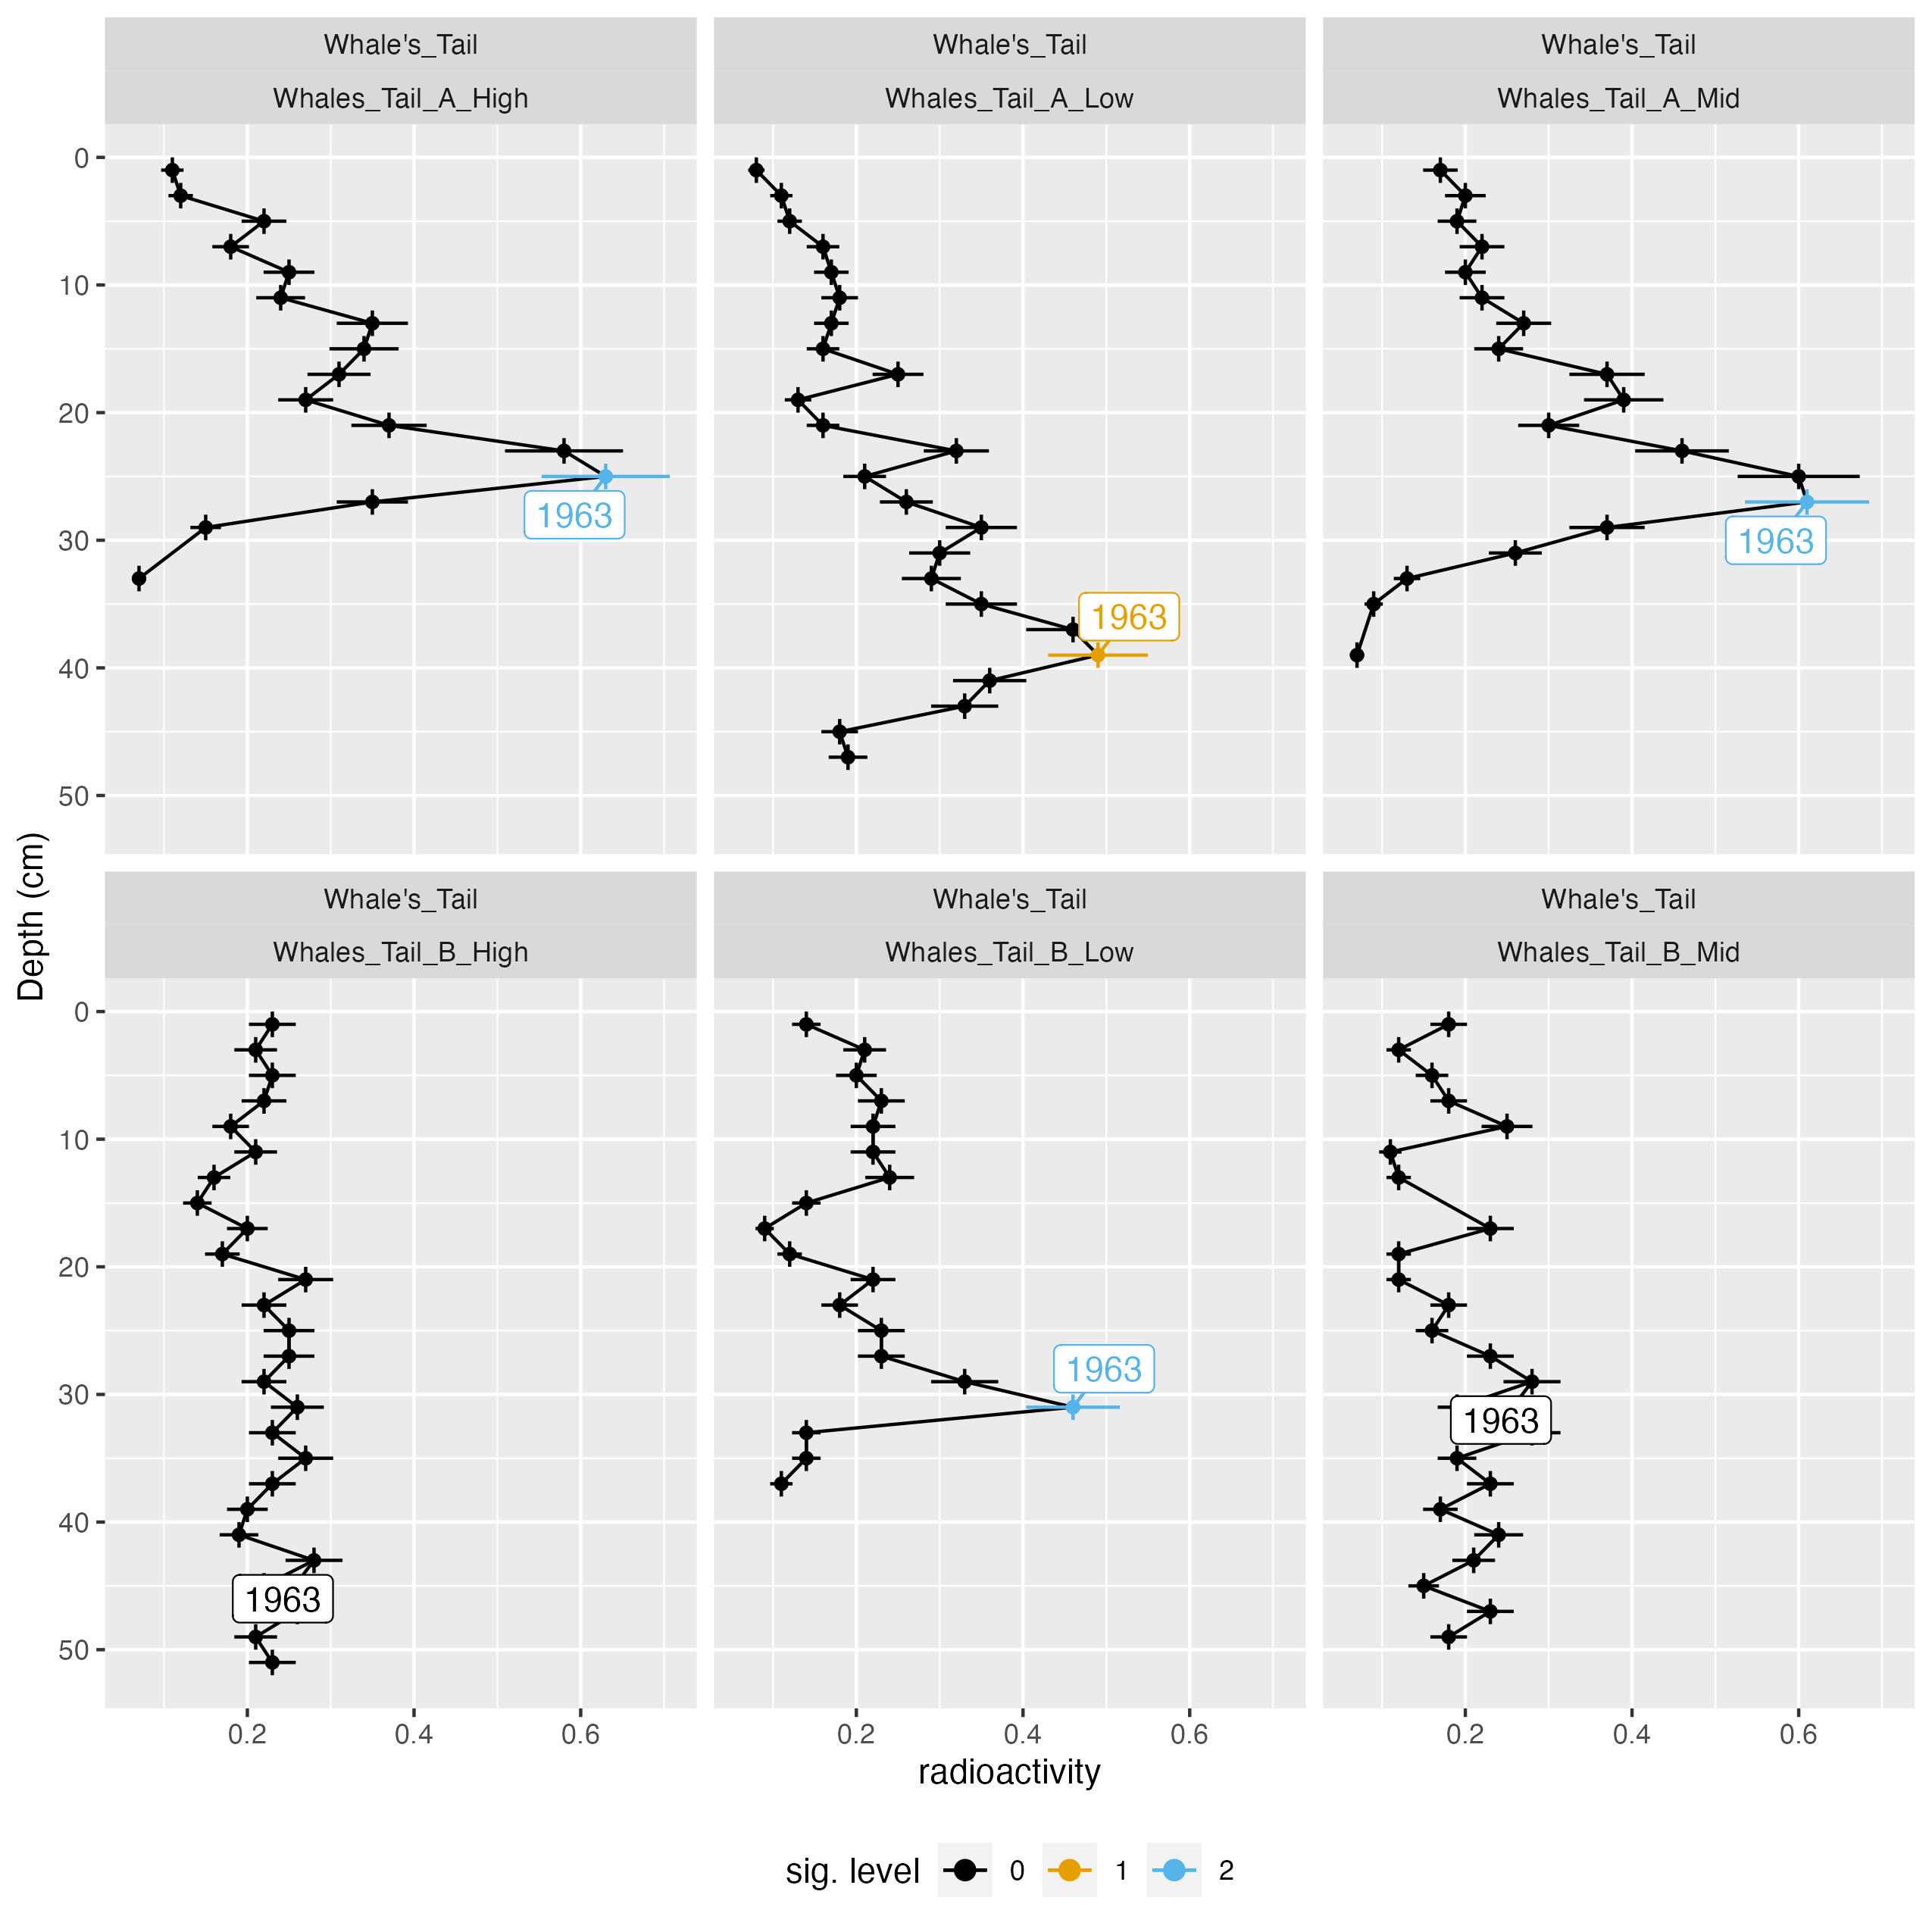 Whale's_Tail
Whales_Tail_A_High
Whale's_Tail
Whales_Tail_A_Low
Whale's_Tail
Whales_Tail_A_Mid
0
10
20
30
40
50
1963
1963
1963
Depth (cm)
Whale's_Tail
Whales_Tail_B_High
Whale's_Tail
Whales_Tail_B_Low
Whale's_Tail
Whales_Tail_B_Mid
0
10
20
30
40
50
1963
1963
1963
0.2 0.4 0.6
0.2 0.4 0.6
0.2 0.4 0.6
radioactivity
sig. level 0 1 2